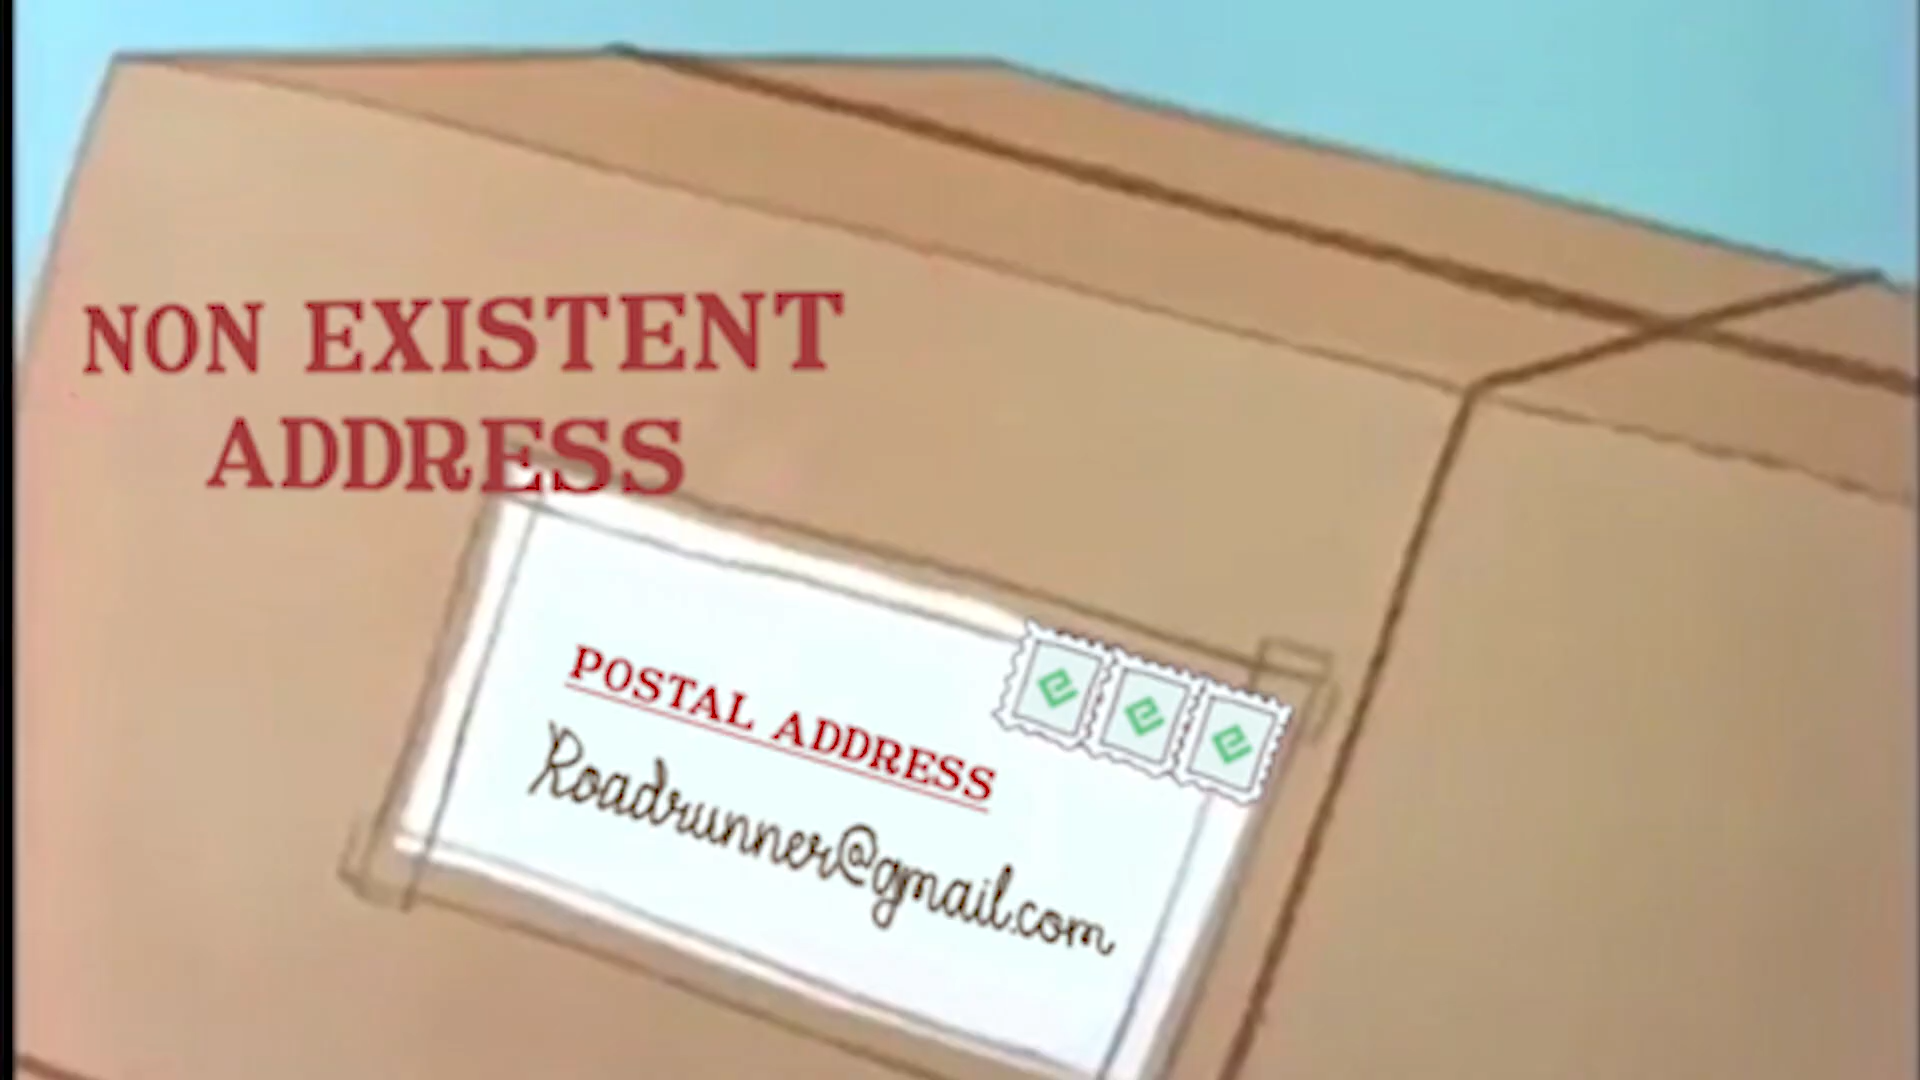 NON EXISTENT
ADDRESS
POSTAL ADDRESS
Roadrunner@gmail.com
e e e